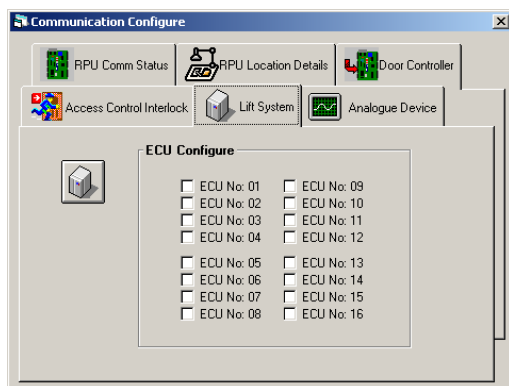 Communication Configure
RPU Comm Status RPU Location Details Door Controller
Access Control Interlock Lift System Analogue Device
ECU Configure
ECU No: 01 ECU No: 09
ECU No: 02 ECU No: 10
ECU No: 03 ECU No: 11
ECU No: 04 ECU No: 12
ECU No: 05 ECU No: 13
ECU No: 06 ECU No: 14
ECU No: 07 ECU No: 15
ECU No: 08 ECU No: 16